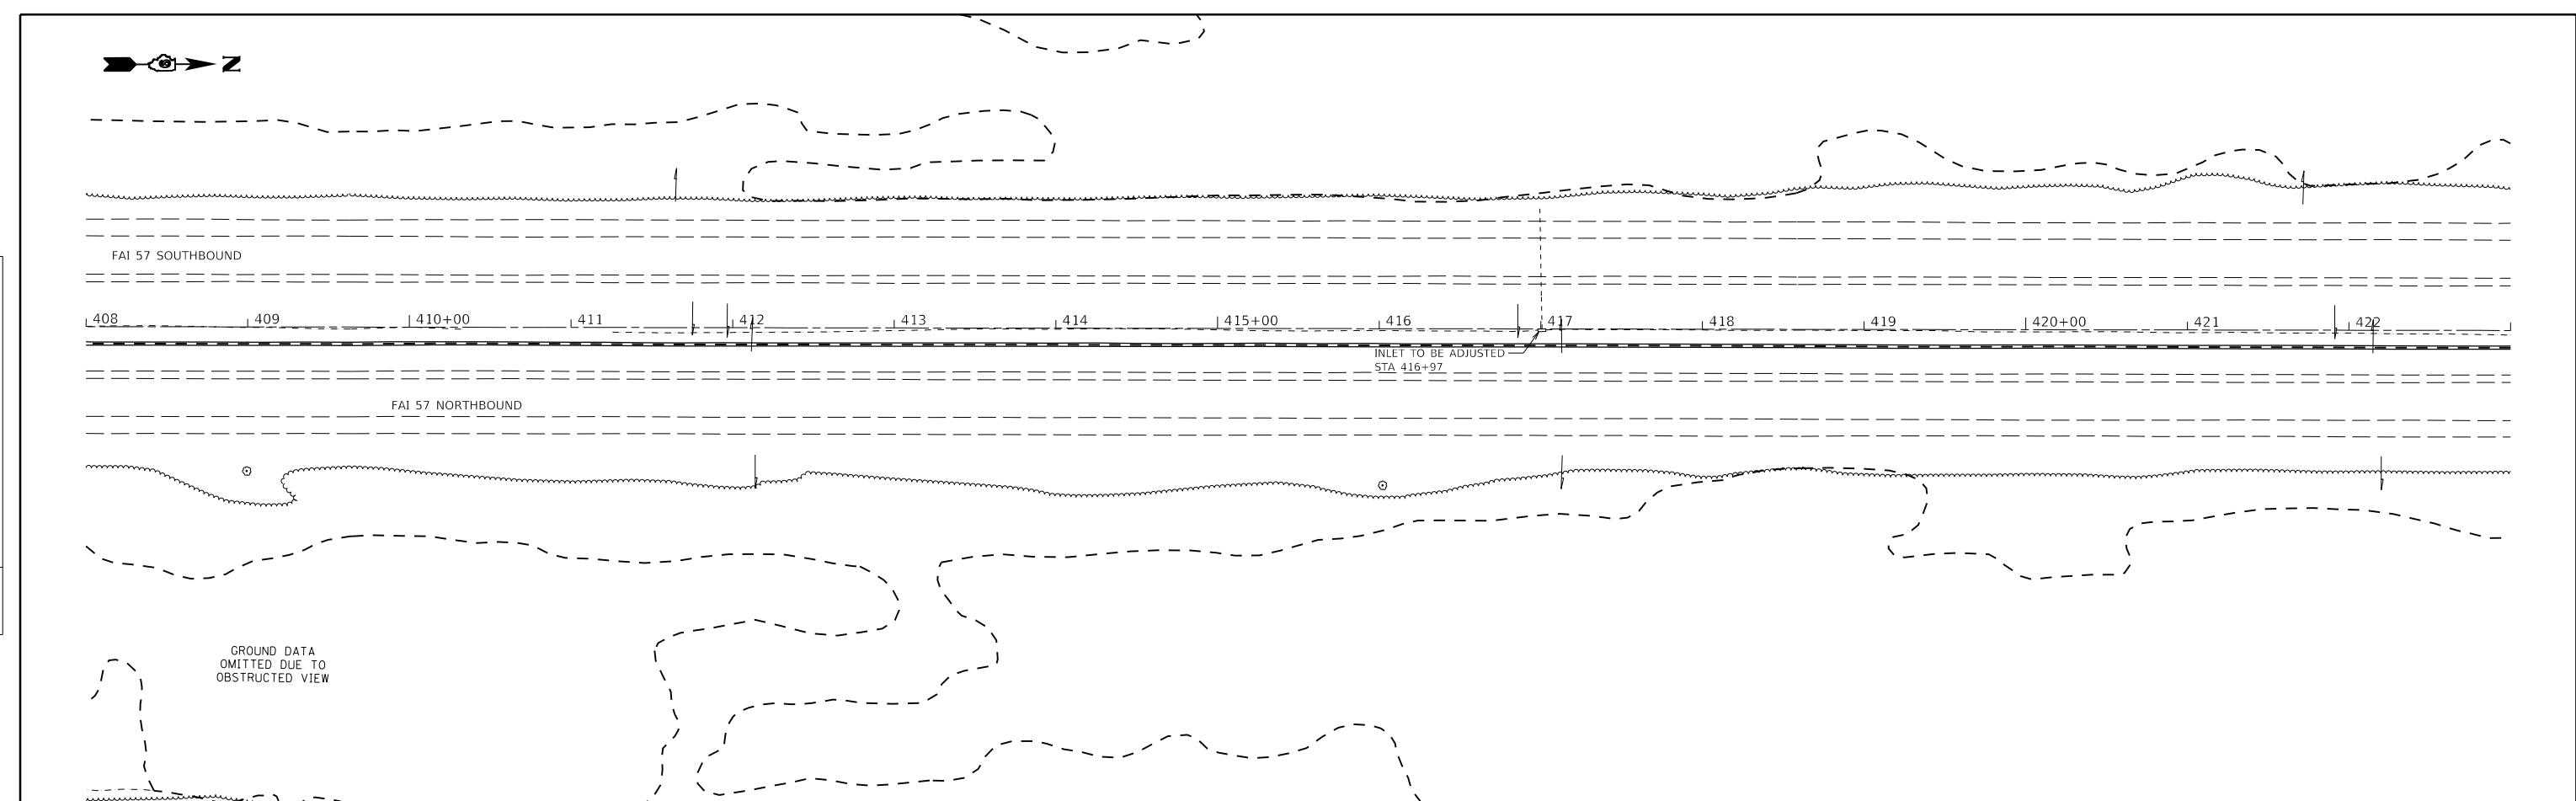 N
FAI 57 SOUTHBOUND
408 409 410+00 411 412 413 414 415+00 416 417 418 419 420+00 421 422
INLET TO BE ADJUSTED
STA 416+97
FAI 57 NORTHBOUND
GROUND DATA
OMITTED DUE TO
OBSTRUCTED VIEW